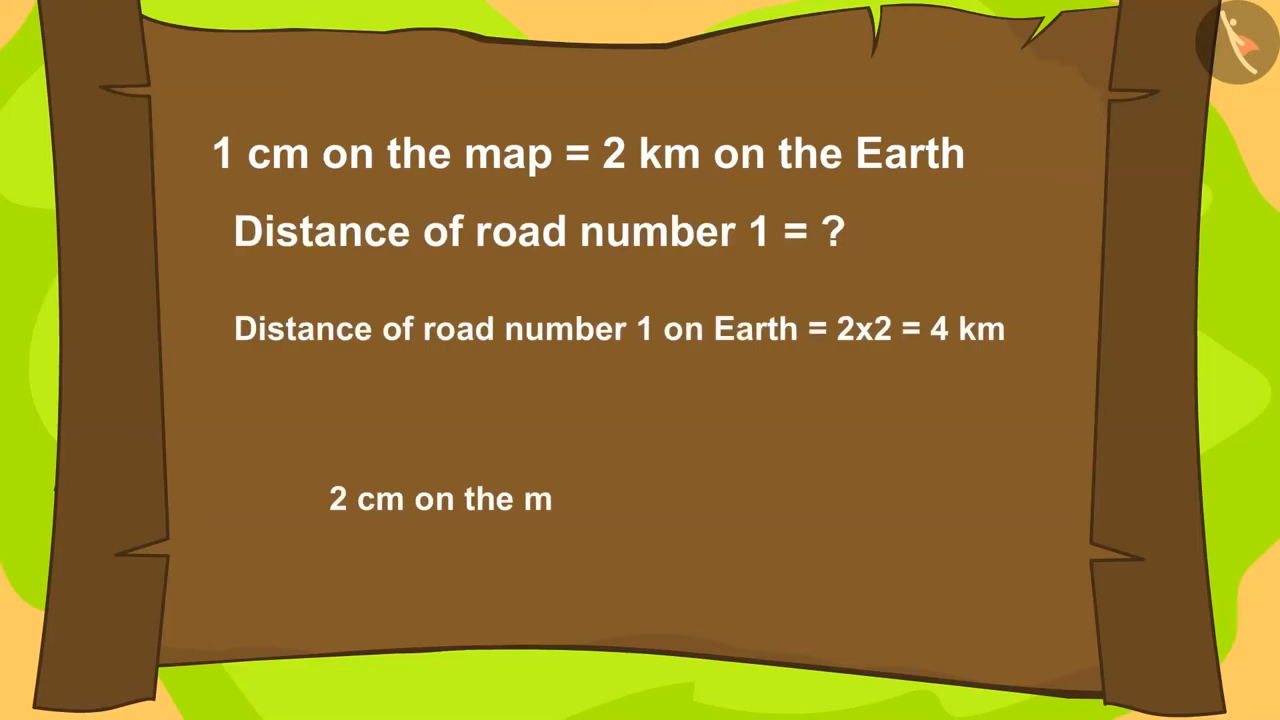 1 cm on the map = 2 km on the Earth
Distance of road number 1 = ?
Distance of road number 1 on Earth = 2x2 = 4 km
2 cm on the m